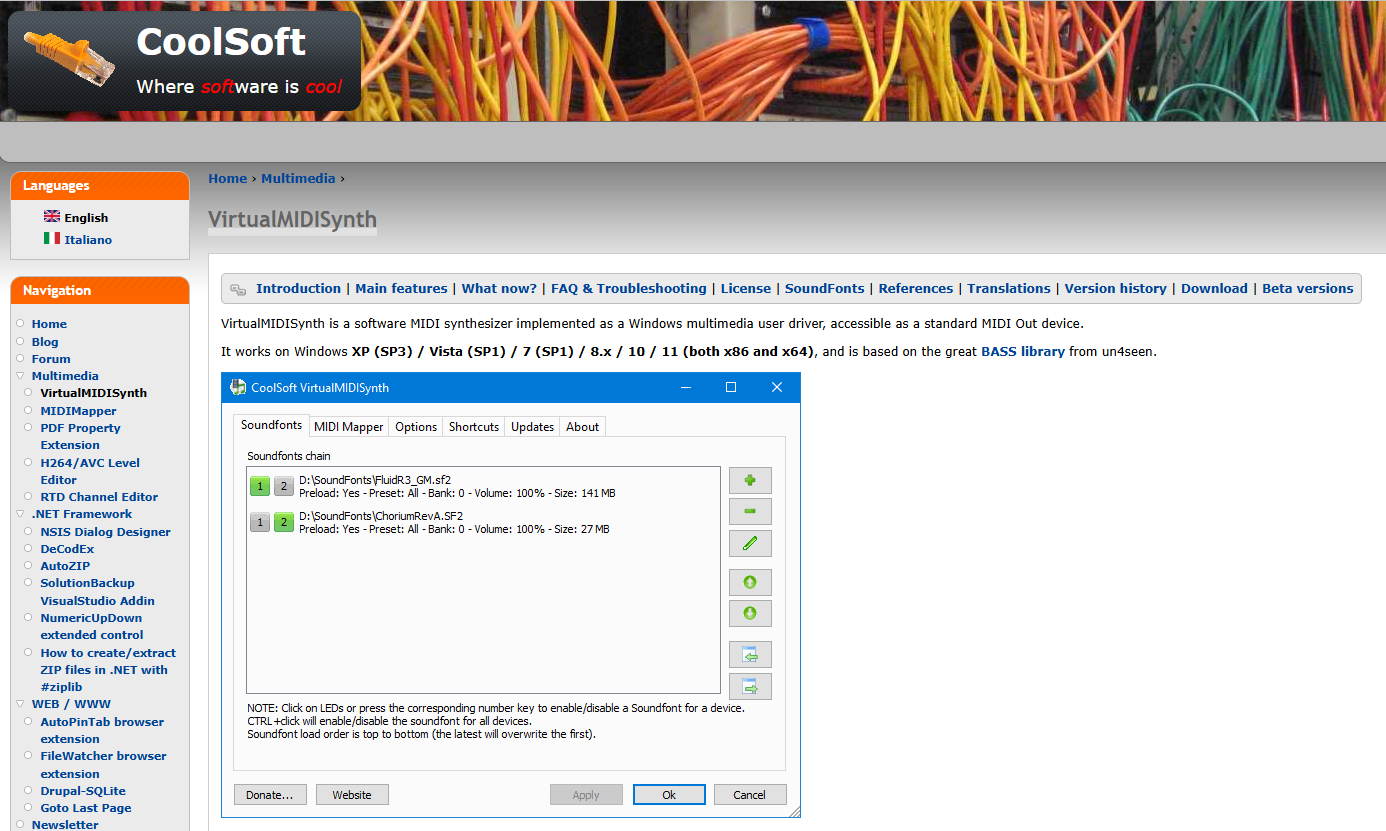 CoolSoft
Where software is cool
Languages
English
Italiano
Navigation
Home
Blog
Forum
Multimedia
VirtualMIDISynth
MIDIMapper
PDF Property
Extension
H264/AVC Level
Editor
RTD Channel Editor
.NET Framework
NSIS Dialog Designer
DeCodEx
AutoZIP
SolutionBackup
VisualStudio Addin
NumericUpDown
extended control
How to create/extract
ZIP files in .NET with
#ziplib
WEB / WWW
AutoPinTab browser
extension
FileWatcher browser
extension
Drupal-SQLite
Goto Last Page
Newsletter
Home › Multimedia ›
VirtualMIDISynth
Introduction | Main features | What now? | FAQ & Troubleshooting | License | SoundFonts | References | Translations | Version history | Download | Beta versions
VirtualMIDISynth is a software MIDI synthesizer implemented as a Windows multimedia user driver, accessible as a standard MIDI Out device.
It works on Windows XP (SP3) / Vista (SP1) / 7 (SP1) / 8.x / 10 / 11 (both x86 and x64), and is based on the great BASS library from un4seen.
CoolSoft VirtualMIDISynth
Soundfonts MIDI Mapper Options Shortcuts Updates About
Soundfonts chain
1 2 D:\SoundFonts\FluidR3_GM.sf2
Preload: Yes - Preset: All - Bank: 0 - Volume: 100% - Size: 141 MB
1 2 D:\SoundFonts\ChoriumRevA.SF2
Preload: Yes - Preset: All - Bank: 0 - Volume: 100% - Size: 27 MB
NOTE: Click on LEDs or press the corresponding number key to enable/disable a Soundfont for a device.
CTRL+click will enable/disable the soundfont for all devices.
Soundfont load order is top to bottom (the latest will overwrite the first).
Donate... Website Apply Ok Cancel